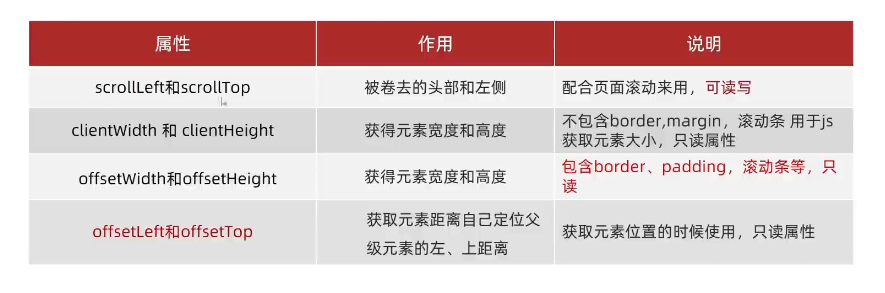 属性 作用 说明
scrollLeft和scrollTop 被卷去的头部和左侧 配合页面滚动来用，可读写
clientWidth 和 clientHeight 获得元素宽度和高度 不包含border,margin，滚动条 用于js
获取元素大小，只读属性
offsetWidth和offsetHeight 获得元素宽度和高度 包含border、padding，滚动条等，只
读
offsetLeft和offsetTop 获取元素距离自己定位父
级元素的左、上距离 获取元素位置的时候使用，只读属性